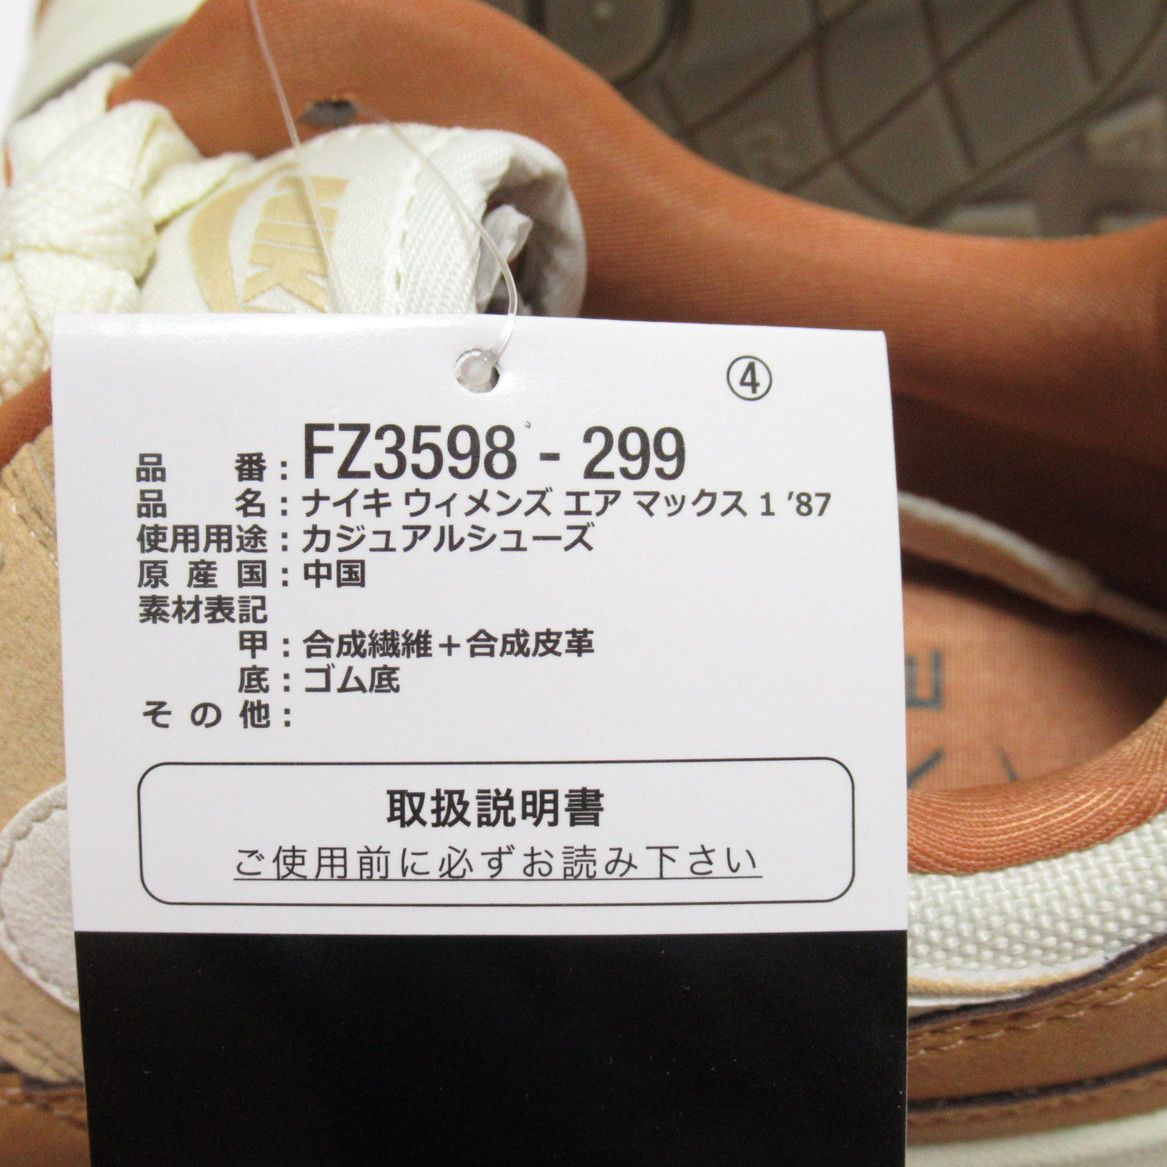 ④
品 番：FZ3598 - 299
品 名：ナイキ ウィメンズ エア マックス 1 ’87
使用用途：カジュアルシューズ
原 産 国：中国
素材表記
甲：合成繊維＋合成皮革
底：ゴム底
そ の 他：
取扱説明書
ご使用前に必ずお読み下さい